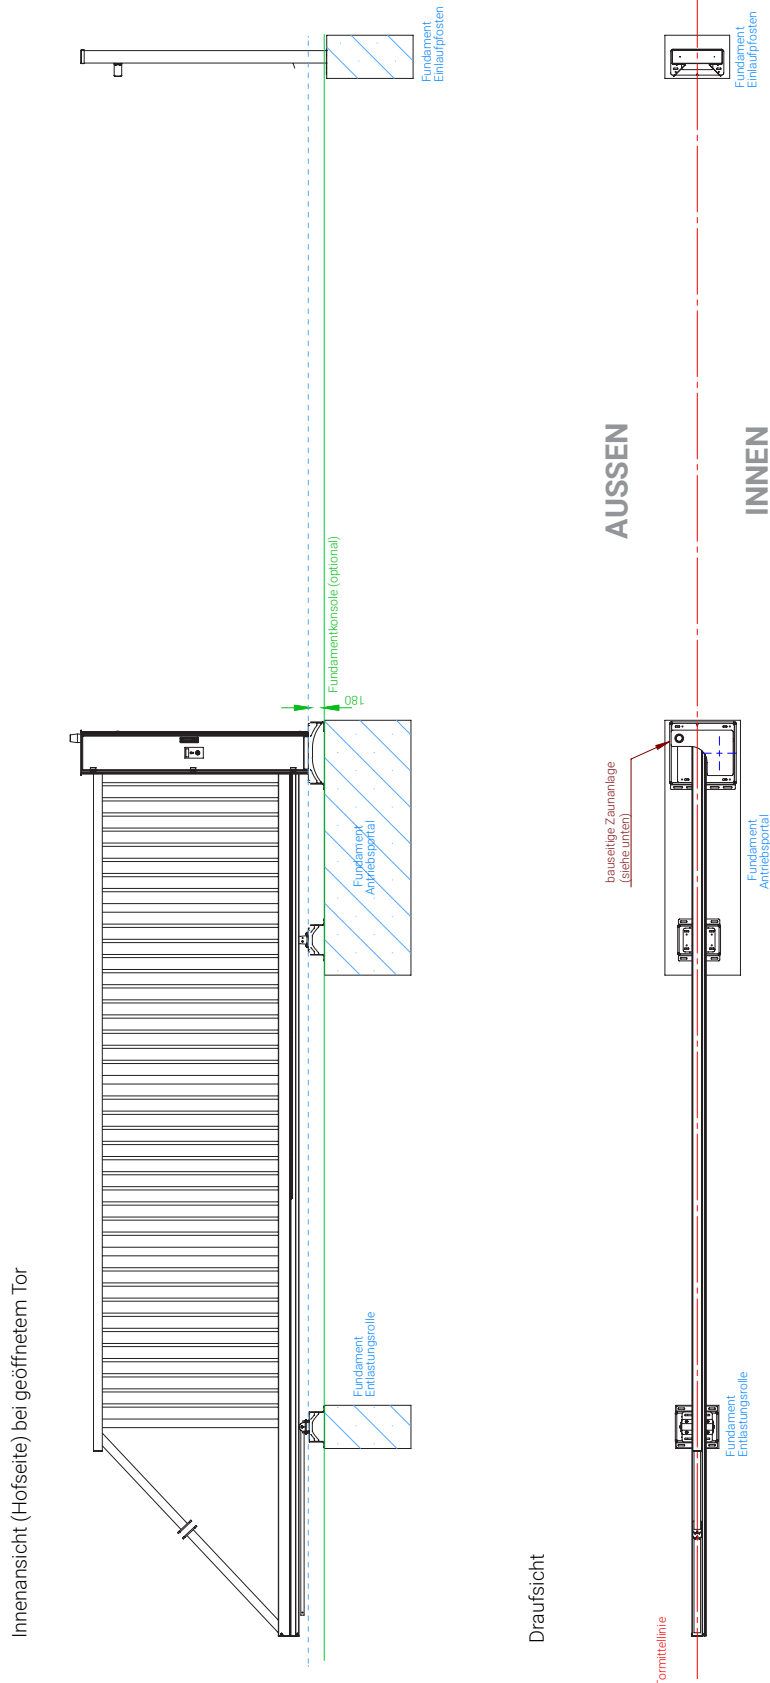 Innenansicht (Hofseite) bei geöffnetem Tor
Fundament
Entlastungsrolle
Fundament
Antriebsportal
180
Fundamentkonsole (optional)
Fundament
Einlaufpfosten
Draufsicht
ormittellinie
Fundament
Entlastungsrolle
bauseitige Zaunanlage
(siehe unten)
Fundament
Antriebsportal
AUSSEN
INNEN
Fundament
Einlaufpfosten